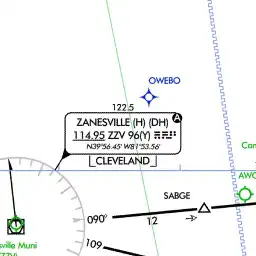 OWEBO
122.5
ZANESVILLE (H) (DH) A
114.95 ZZV 96(Y)
N39°56.45' W81°53.56'
CLEVELAND
Cam
SABGE
AWO
090°
12
sville Muni
109
ZZV)